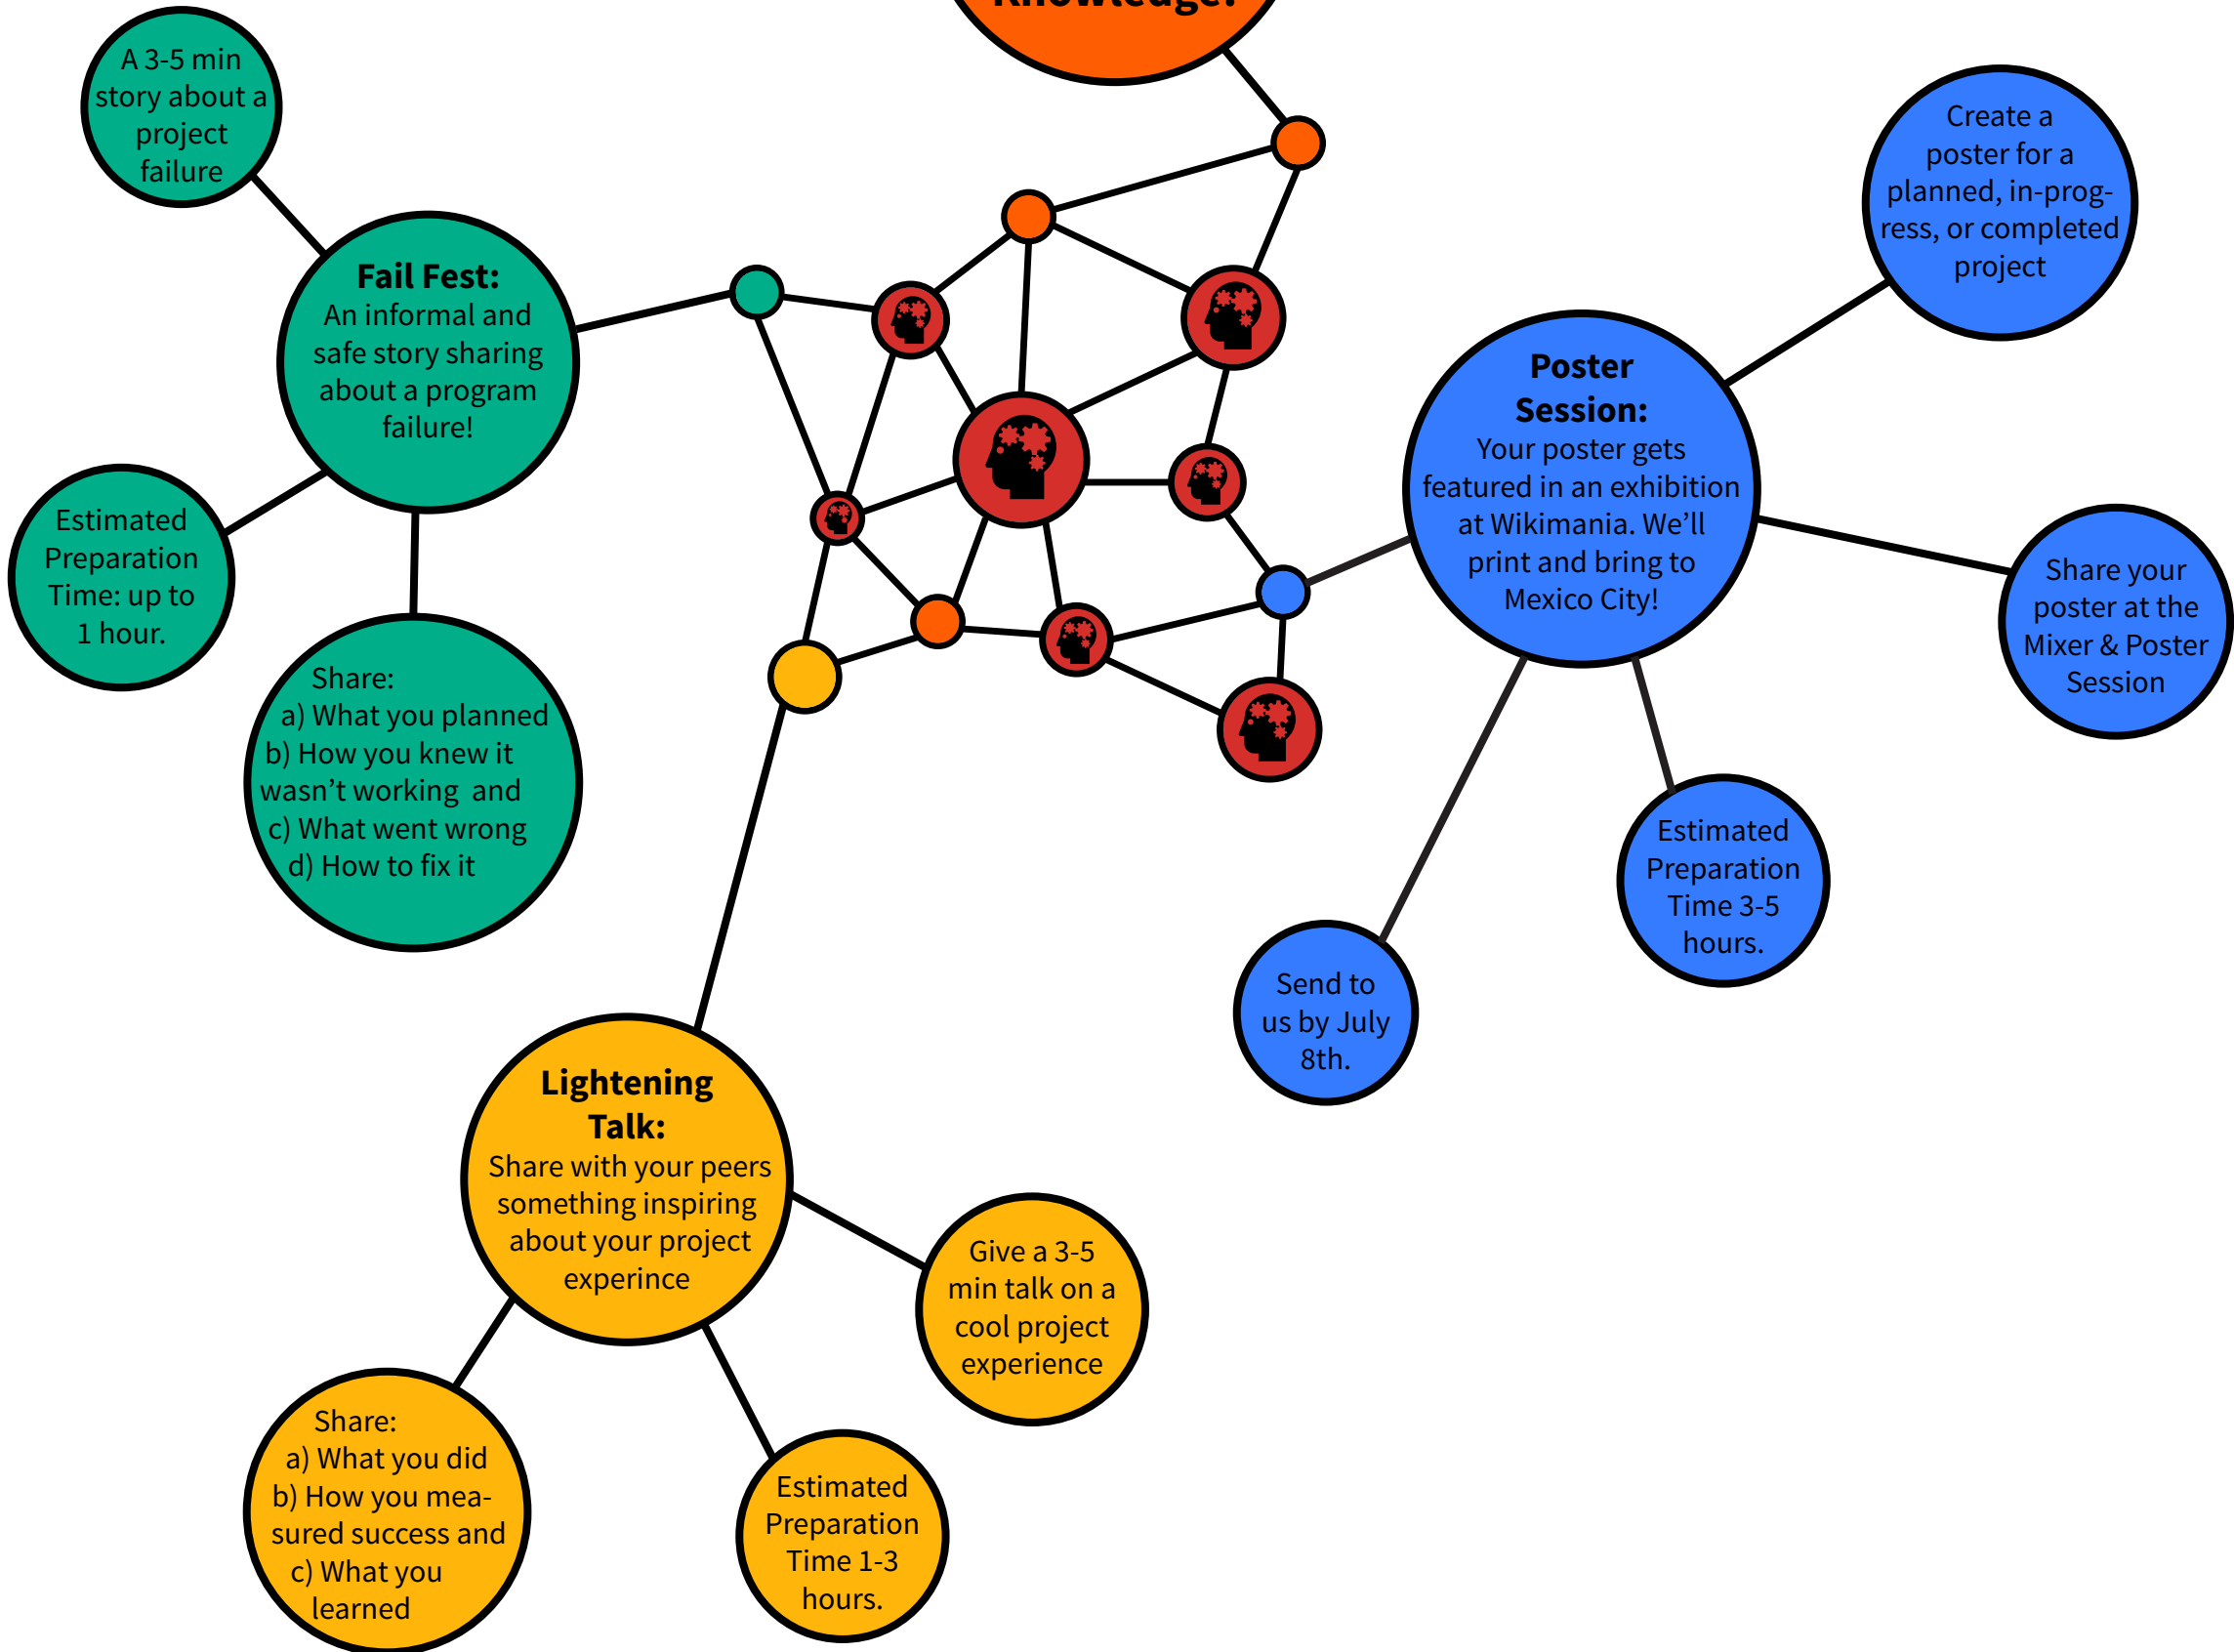 Knowledge!
A 3-5 min
story about a
project
failure
Fail Fest:
An informal and
safe story sharing
about a program
failure!
Estimated
Preparation
Time: up to
1 hour.
Share:
a) What you planned
b) How you knew it
wasn’t working  and
c) What went wrong
d) How to fix it
Create a
poster for a
planned, in-prog-
ress, or completed
project
Poster
Session:
Your poster gets
featured in an exhibition
at Wikimania. We’ll
print and bring to
Mexico City!
Share your
poster at the
Mixer & Poster
Session
Estimated
Preparation
Time 3-5
hours.
Send to
us by July
8th.
Lightening
Talk:
Share with your peers
something inspiring
about your project
experince
Give a 3-5
min talk on a
cool project
experience
Share:
a) What you did
b) How you mea-
sured success and
c) What you
learned
Estimated
Preparation
Time 1-3
hours.